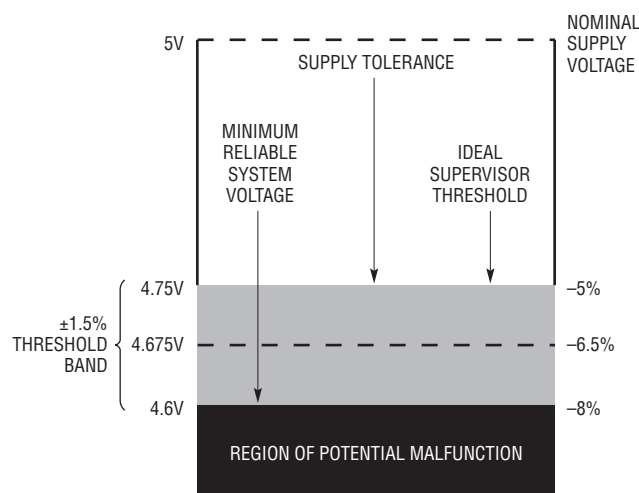 5V
NOMINAL
SUPPLY
VOLTAGE
SUPPLY TOLERANCE
MINIMUM
RELIABLE
SYSTEM
VOLTAGE
IDEAL
SUPERVISOR
THRESHOLD
4.75V
–5%
±1.5%
THRESHOLD
BAND
4.675V
–6.5%
4.6V
–8%
REGION OF POTENTIAL MALFUNCTION